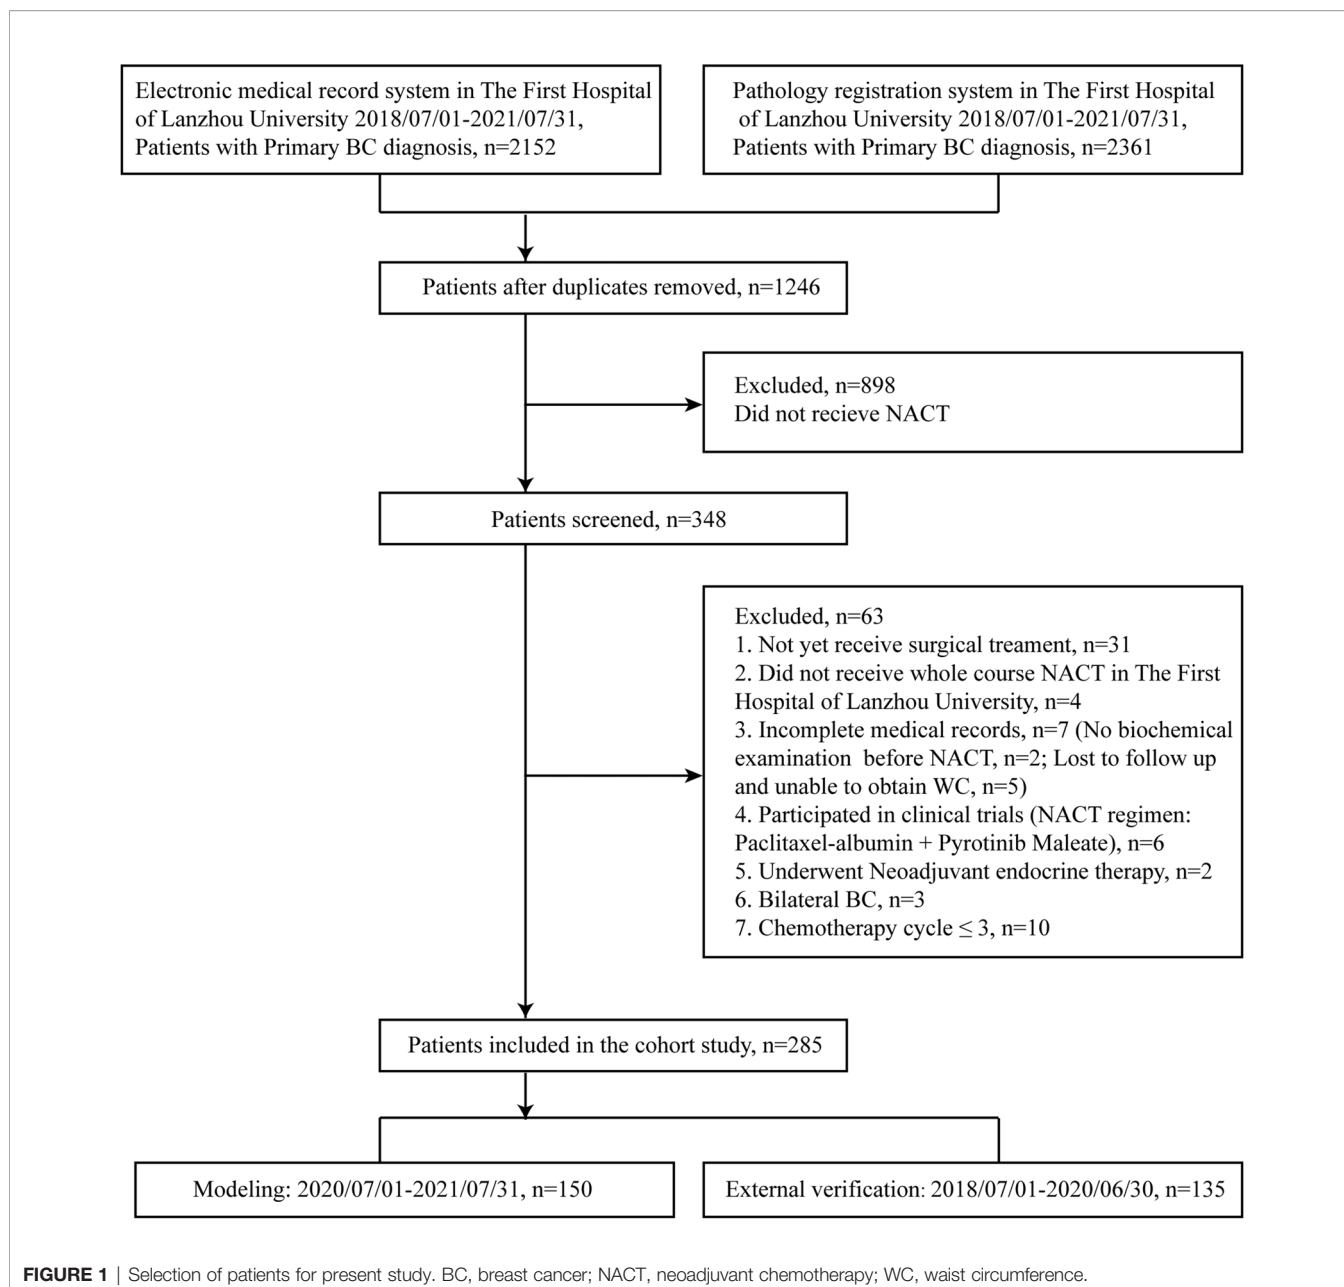 Electronic medical record system in The First Hospital
of Lanzhou University 2018/07/01-2021/07/31,
Patients with Primary BC diagnosis, n=2152
Pathology registration system in The First Hospital
of Lanzhou University 2018/07/01-2021/07/31,
Patients with Primary BC diagnosis, n=2361
Patients after duplicates removed, n=1246
Excluded, n=898
Did not recieve NACT
Patients screened, n=348
Excluded, n=63
1. Not yet receive surgical treament, n=31
2. Did not receive whole course NACT in The First
Hospital of Lanzhou University, n=4
3. Incomplete medical records, n=7 (No biochemical
examination before NACT, n=2; Lost to follow up
and unable to obtain WC, n=5)
4. Participated in clinical trials (NACT regimen:
Paclitaxel-albumin + Pyrotinib Maleate), n=6
5. Underwent Neoadjuvant endocrine therapy, n=2
6. Bilateral BC, n=3
7. Chemotherapy cycle ≤ 3, n=10
Patients included in the cohort study, n=285
Modeling: 2020/07/01-2021/07/31, n=150
External verification: 2018/07/01-2020/06/30, n=135
FIGURE 1 | Selection of patients for present study. BC, breast cancer; NACT, neoadjuvant chemotherapy; WC, waist circumference.